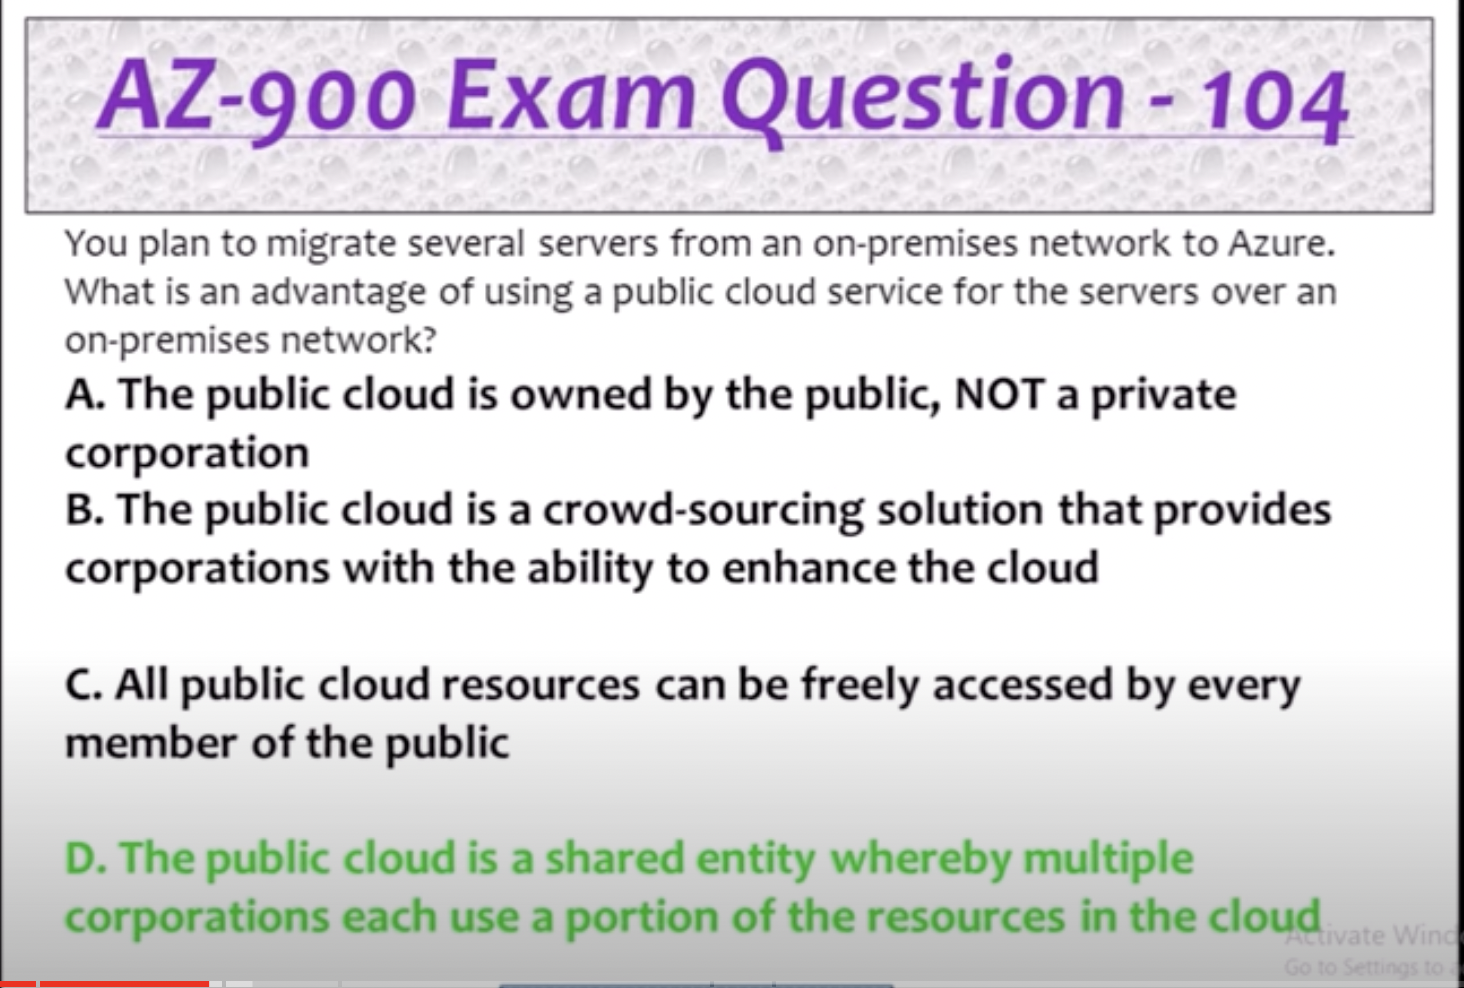 AZ-900 Exam Question - 104
You plan to migrate several servers from an on-premises network to Azure.
What is an advantage of using a public cloud service for the servers over an
on-premises network?
A. The public cloud is owned by the public, NOT a private
corporation
B. The public cloud is a crowd-sourcing solution that provides
corporations with the ability to enhance the cloud
C. All public cloud resources can be freely accessed by every
member of the public
D. The public cloud is a shared entity whereby multiple
corporations each use a portion of the resources in the cloud
Activate Wind
Go to Settings to a